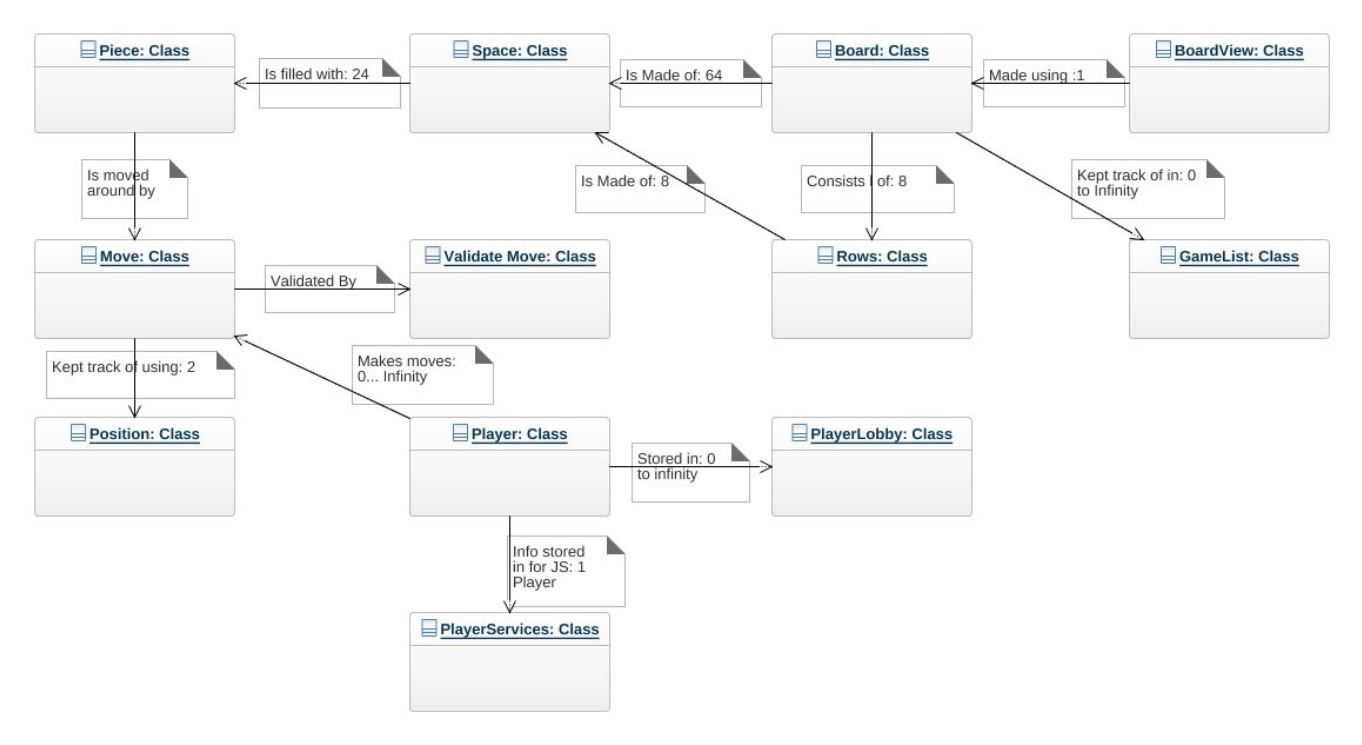 Piece: Class
Space: Class
Board: Class
BoardView: Class
Is filled with: 24
Is Made of: 64
Made using :1
Is moved
around by
Is Made of: 8
Consists of: 8
Kept track of in: 0
to Infinity
Move: Class
Validate Move: Class
Rows: Class
GameList: Class
Validated By
Kept track of using: 2
Makes moves:
0... Infinity
Position: Class
Player: Class
PlayerLobby: Class
Stored in: 0
to infinity
Info stored
in for JS: 1
Player
PlayerServices: Class